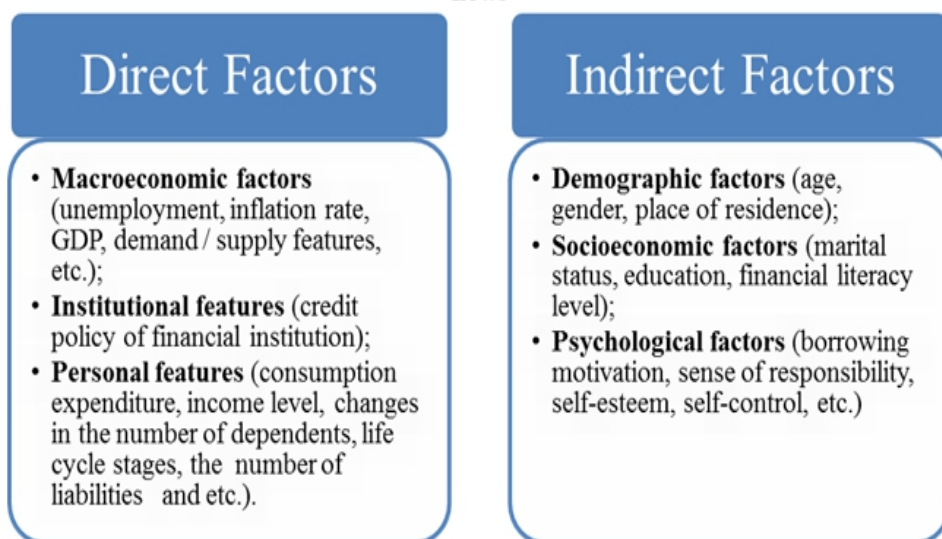 Direct Factors
• Macroeconomic factors
(unemployment, inflation rate,
GDP, demand / supply features,
etc.);
• Institutional features (credit
policy of financial institution);
• Personal features (consumption
expenditure, income level, changes
in the number of dependents, life
cycle stages, the number of
liabilities and etc.).
Indirect Factors
• Demographic factors (age,
gender, place of residence);
• Socioeconomic factors (marital
status, education, financial literacy
level);
• Psychological factors (borrowing
motivation, sense of responsibility,
self-esteem, self-control, etc.)